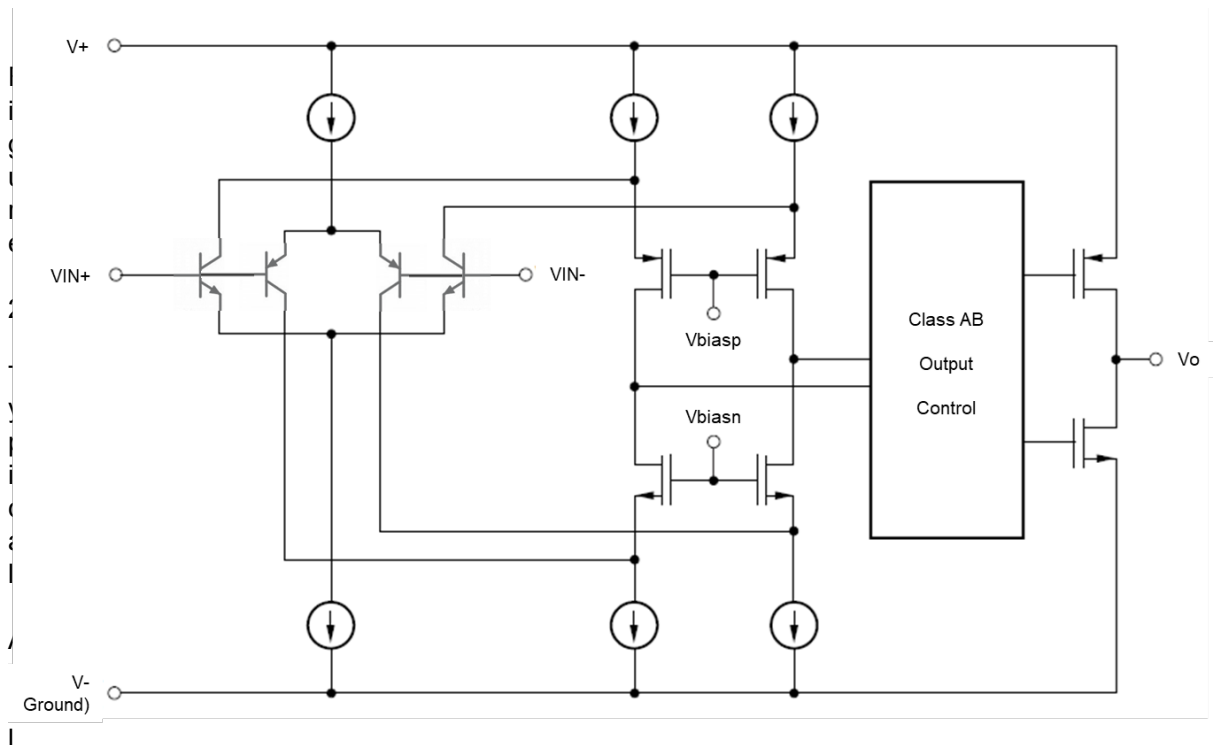 V+
VIN+
VIN-
Vbiasp
Vbiasn
Class AB
Output
Control
Vo
V-
Ground)